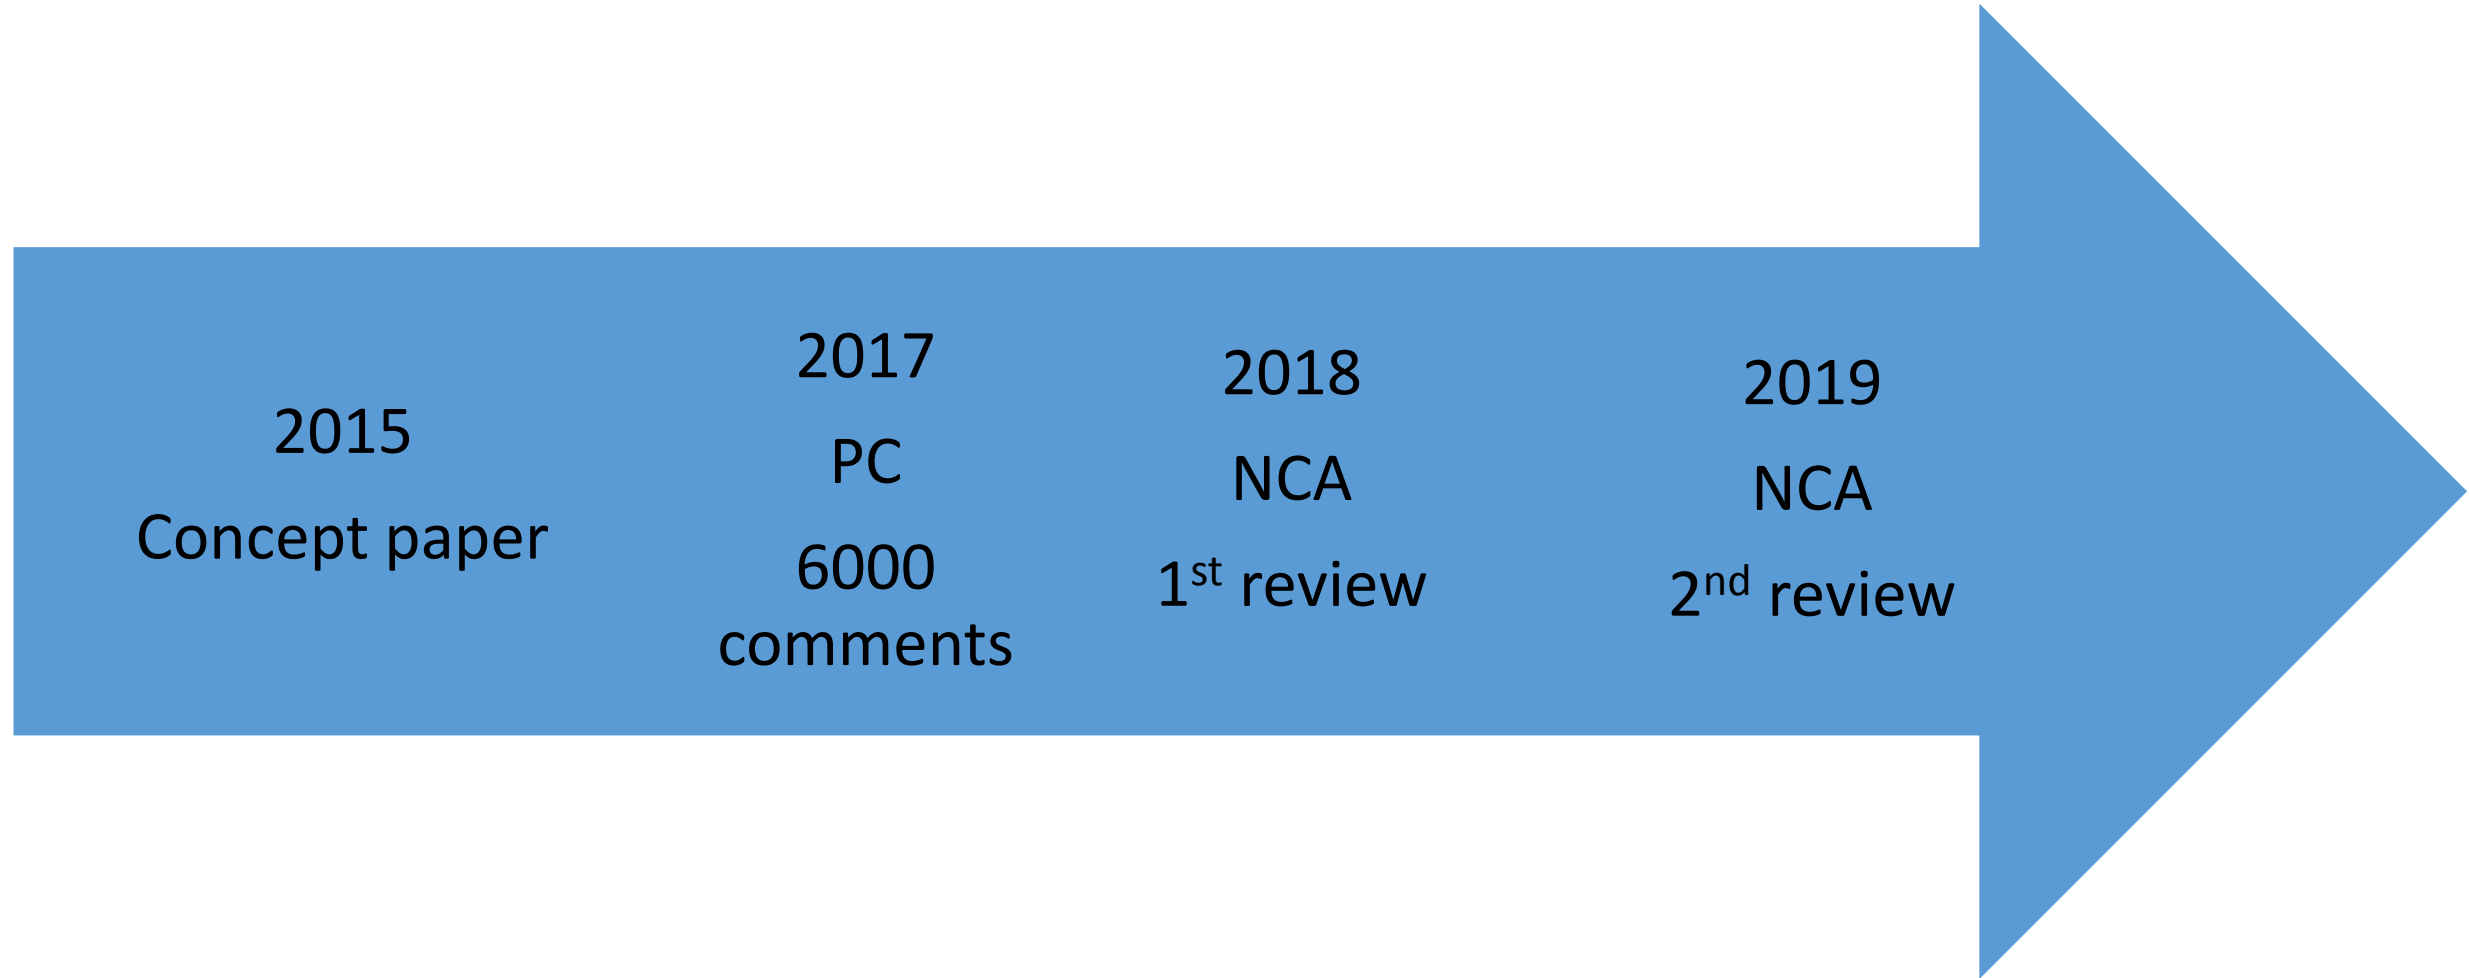 2015
Concept paper
2017
PC
6000
comments
2018
NCA
1st review
2019
NCA
2nd review